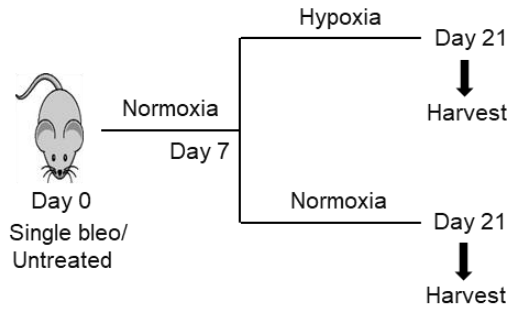 Hypoxia
Day 21
Harvest
Normoxia
Day 7
Day 0
Single bleo/
Untreated
Normoxia
Day 21
Harvest